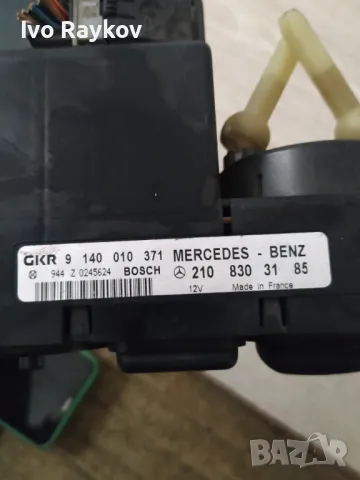 Ivo Raykov
GKR 9 140 010 371 MERCEDES - BENZ
944 Z 0245624 BOSCH 210 830 31 85
12V Made in France
BAZAR